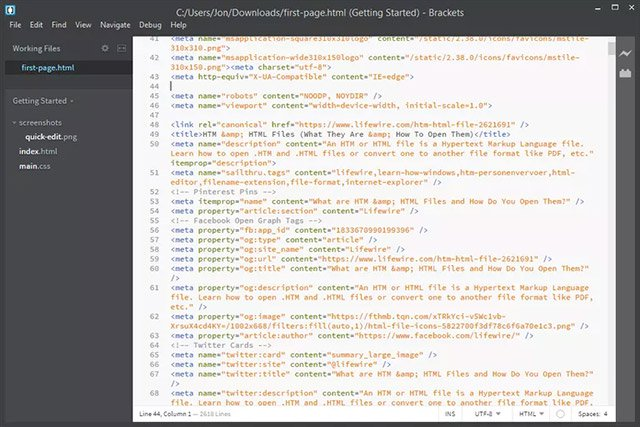 C:/Users/Jon/Downloads/first-page.html (Getting Started) - Brackets
File Edit Find View Navigate Debug Help
Working Files
first-page.html
Getting Started
screenshots
quick-edit.png
index.html
main.css
41 <meta name="msapplication-square310x310logo" content="/static/2.38.0/icons/favicons/mstile-
310x310.png">
42 <meta name="msapplication-wide310x150logo" content="/static/2.38.0/icons/favicons/mstile-
310x150.png"><meta charset="utf-8">
43 <meta http-equiv="X-UA-Compatible" content="IE=edge">
44
45 <meta name="robots" content="NOODP, NOYDIR" />
46 <meta name="viewport" content="width=device-width, initial-scale=1.0">
47
48 <link rel="canonical" href="https://www.lifewire.com/htm-html-file-2621691" />
49 <title>HTM &amp; HTML Files (What They Are &amp; How To Open Them)</title>
50 <meta name="description" content="An HTM or HTML file is a Hypertext Markup Language file.
Learn how to open .HTM and .HTML files or convert one to another file format like PDF, etc."
itemprop="description">
51 <meta name="sailthru.tags" content="lifewire,learn-how-windows,htm-personenvervoer,html-
editor,filename-extension,file-format,internet-explorer" />
52 <!-- Pinterest Pins -->
53 <meta itemprop="name" content="What are HTM &amp; HTML Files and How Do You Open Them?" />
54 <meta property="article:section" content="Lifewire" />
55 <!-- Facebook Open Graph Tags -->
56 <meta property="fb:app_id" content="1833673990199396" />
57 <meta property="og:type" content="article" />
58 <meta property="og:site_name" content="Lifewire" />
59 <meta property="og:url" content="https://www.lifewire.com/htm-html-file-2621691" />
60 <meta property="og:title" content="What are HTM &amp; HTML Files and How Do You Open Them?"
/>
61 <meta property="og:description" content="An HTM or HTML file is a Hypertext Markup Language
file. Learn how to open .HTM and .HTML files or convert one to another file format like PDF,
etc." />
62 <meta property="og:image" content="https://fthmb.tqn.com/xTRkYci-vSWc1vb-
XrsuX4cd4KY=/1002x668/filters:fill(auto,1)/html-file-icons-5822700f3df78c6f6a70e1c3.png" />
63 <meta property="article:author" content="https://www.facebook.com/lifewire/" />
64 <!-- Twitter Cards -->
65 <meta name="twitter:card" content="summary_large_image" />
66 <meta name="twitter:site" content="@lifewire" />
67 <meta name="twitter:title" content="What are HTM &amp; HTML Files and How Do You Open Them?"
/>
68 <meta name="twitter:description" content="An HTM or HTML file is a Hypertext Markup Language
file. Learn how to open .HTM and .HTML files or convert one to another file format like PDF,
Line 44, Column 1 — 2618 Lines INS UTF-8 HTML Spaces: 4